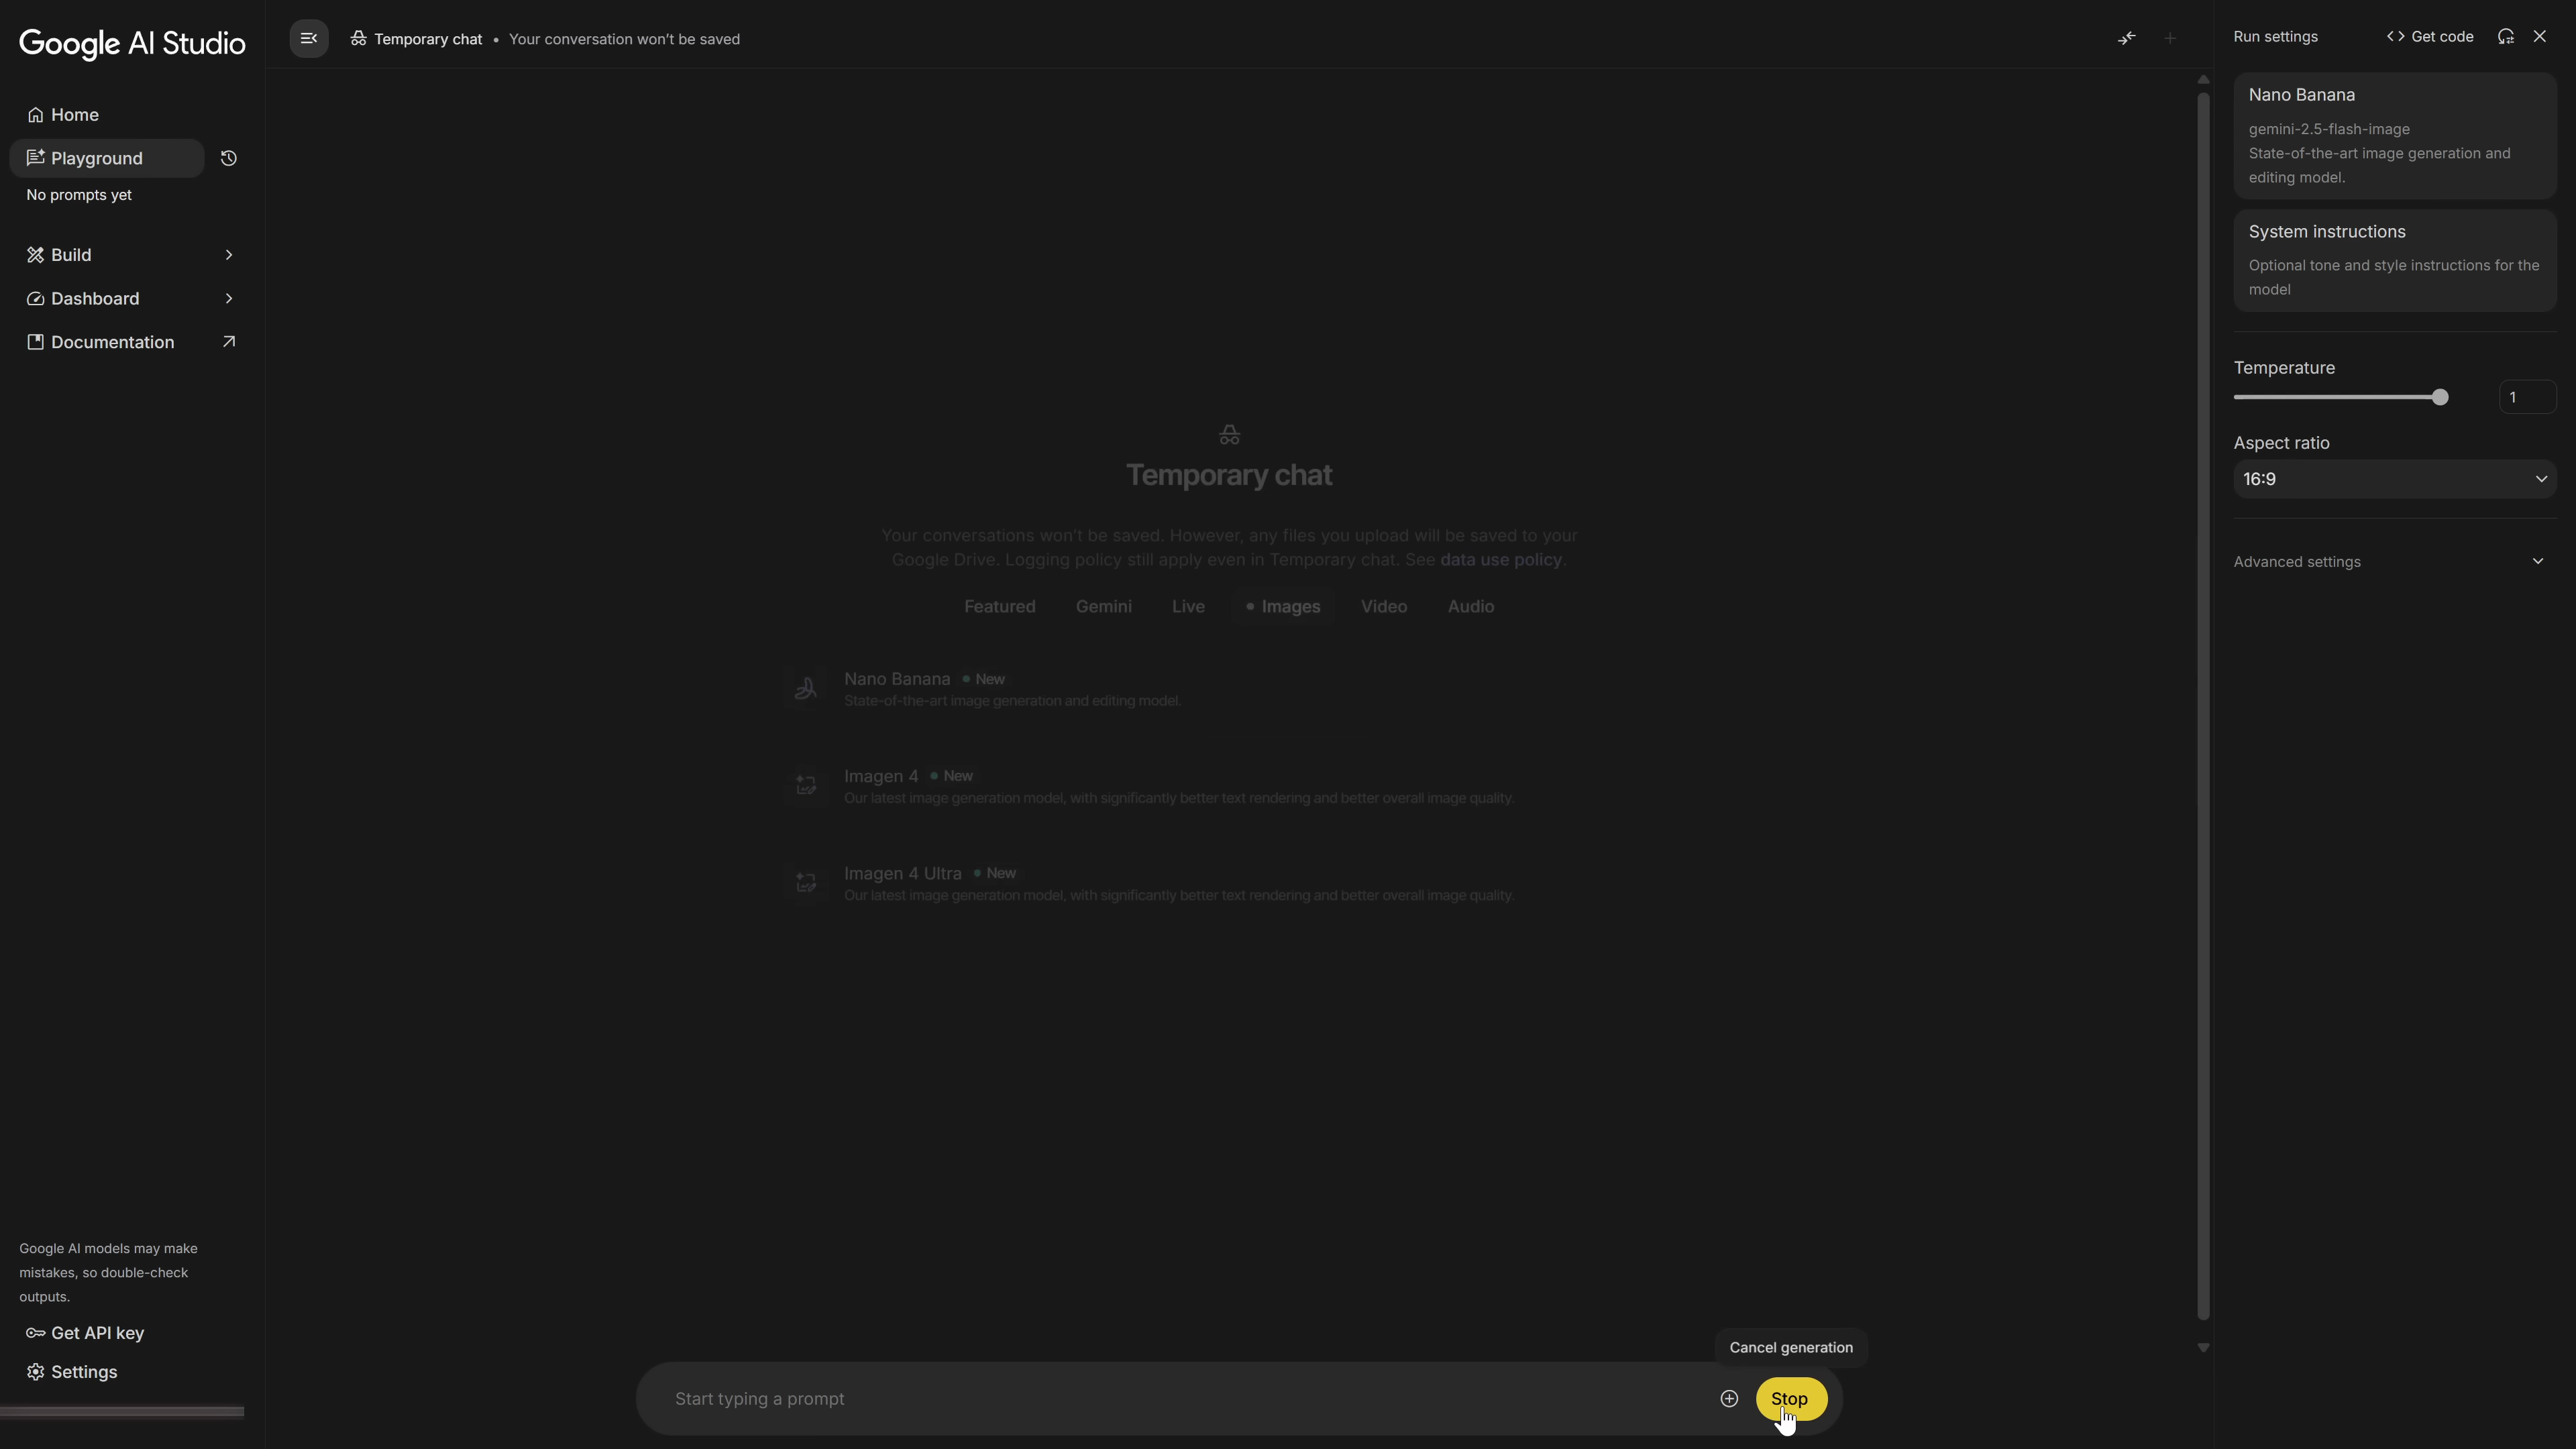 Google AI Studio
Home
Playground
No prompts yet
Build
Dashboard
Documentation
Google AI models may make
mistakes, so double-check
outputs.
Get API key
Settings
Temporary chat • Your conversation won't be saved
Temporary chat
Your conversations won't be saved. However, any files you upload will be saved to your
Google Drive. Logging policy still apply even in Temporary chat. See data use policy.
Featured Gemini Live Images Video Audio
Nano Banana New
State-of-the-art image generation and editing model.
Imagen 4 New
Our latest image generation model, with significantly better text rendering and better overall image quality.
Imagen 4 Ultra New
Our latest image generation model, with significantly better text rendering and better overall image quality.
Cancel generation
Start typing a prompt
Stop
Run settings
Get code
Nano Banana
gemini-2.5-flash-image
State-of-the-art image generation and
editing model.
System instructions
Optional tone and style instructions for the
model
Temperature
1
Aspect ratio
16:9
Advanced settings